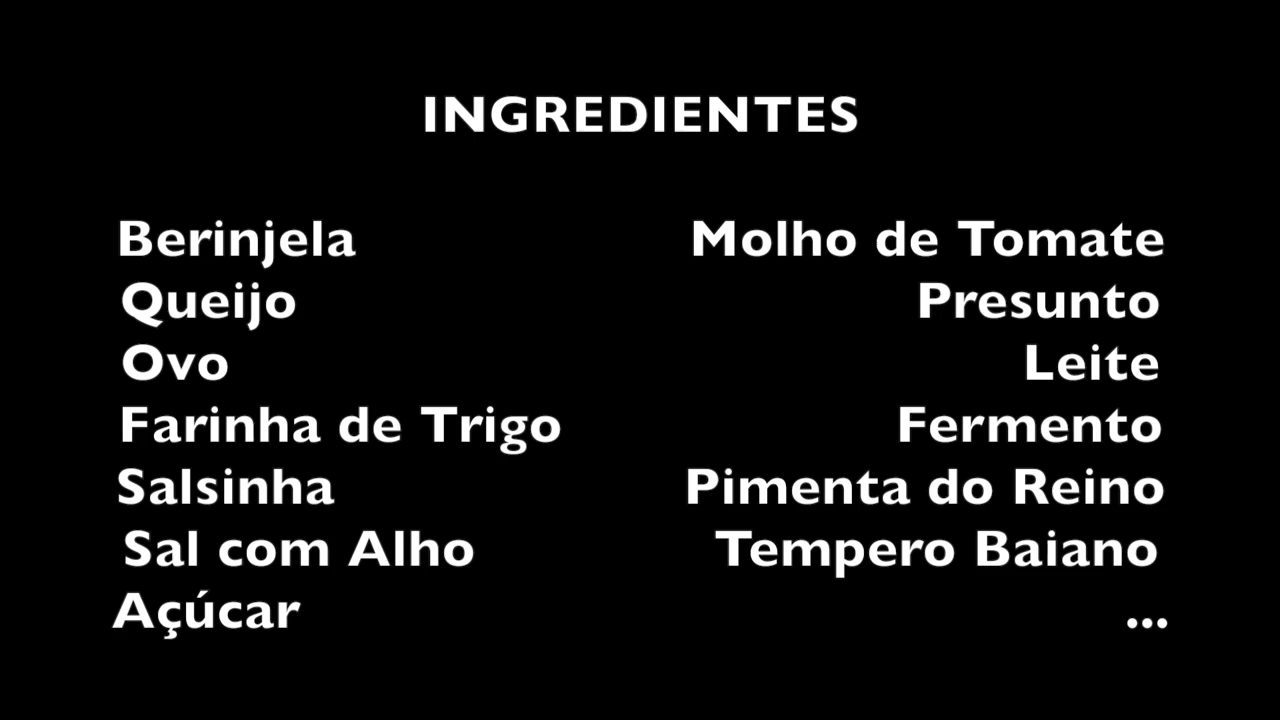 INGREDIENTES
Berinjela Molho de Tomate
Queijo Presunto
Ovo Leite
Farinha de Trigo Fermento
Salsinha Pimenta do Reino
Sal com Alho Tempero Baiano
Açúcar ...